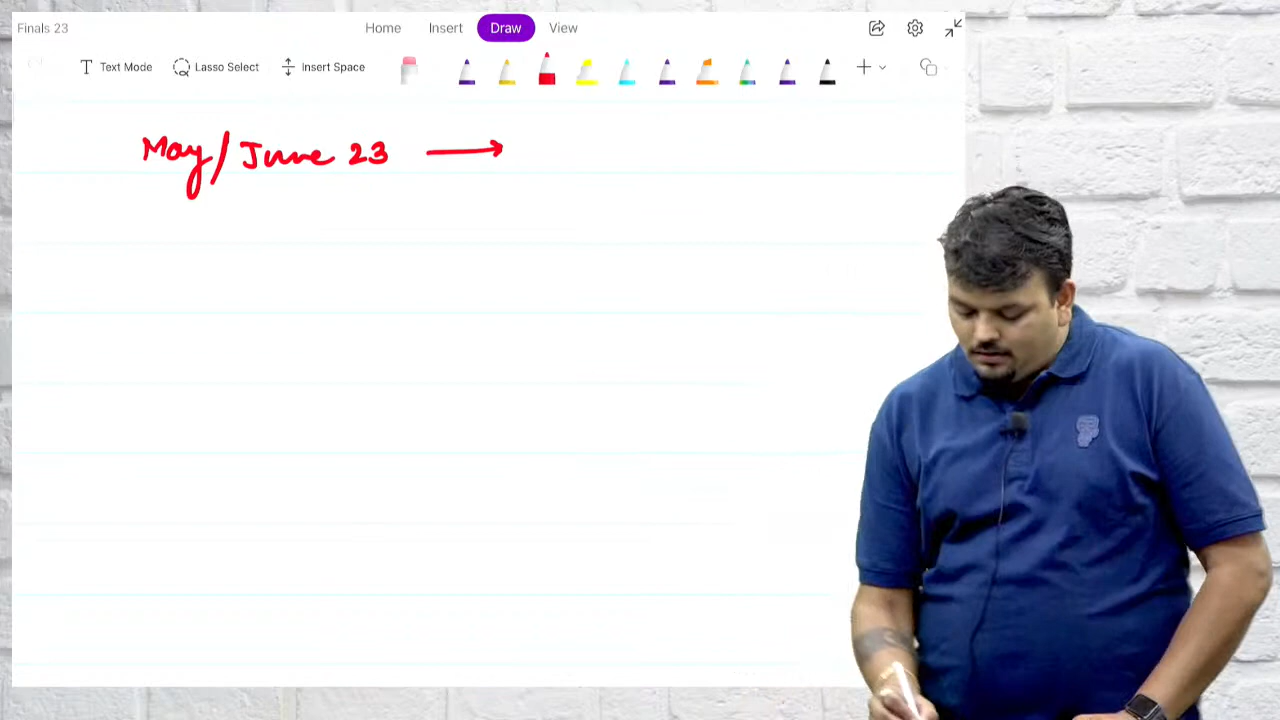 Finals 23
Home Insert Draw View
Text Mode Lasso Select Insert Space
May/June 23 →